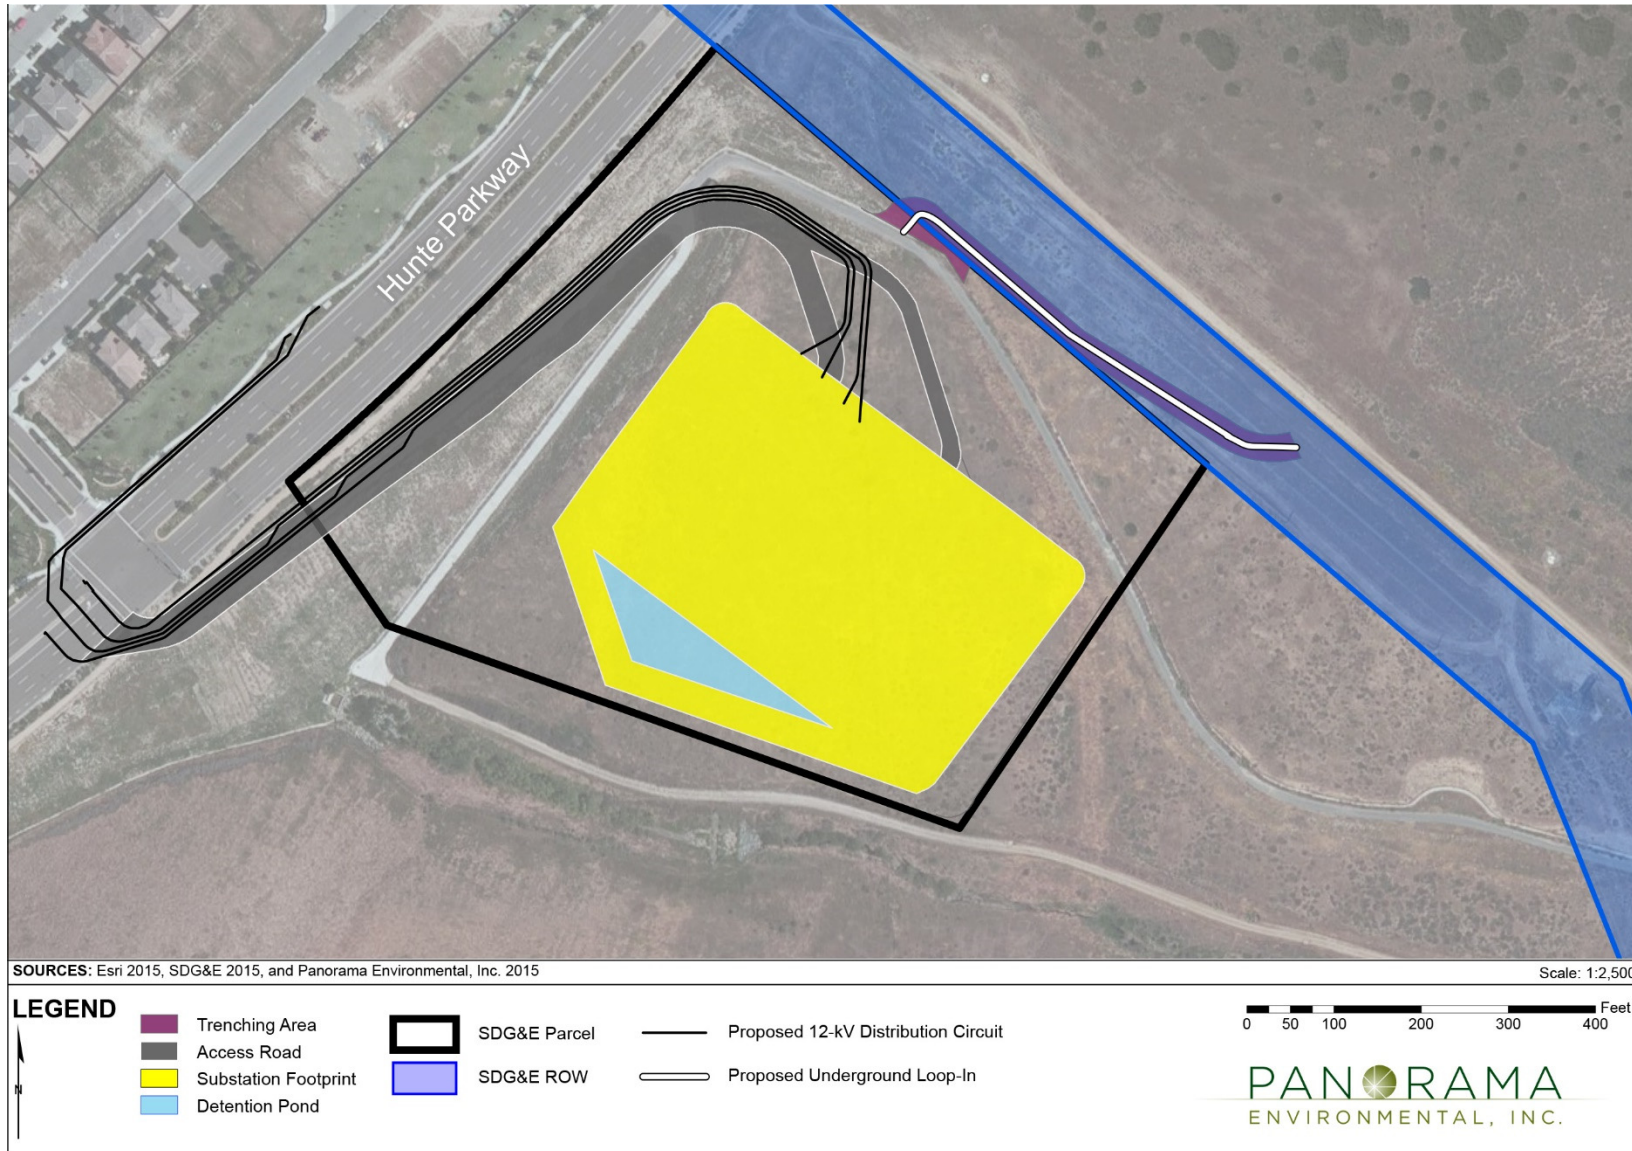 Hunte Parkway
SOURCES: Esri 2015, SDG&E 2015, and Panorama Environmental, Inc. 2015
Scale: 1:2,500
LEGEND
N
Trenching Area
Access Road
Substation Footprint
Detention Pond
SDG&E Parcel
SDG&E ROW
Proposed 12-kV Distribution Circuit
Proposed Underground Loop-In
Feet
0 50 100 200 300 400
PANORAMA
ENVIRONMENTAL, INC.